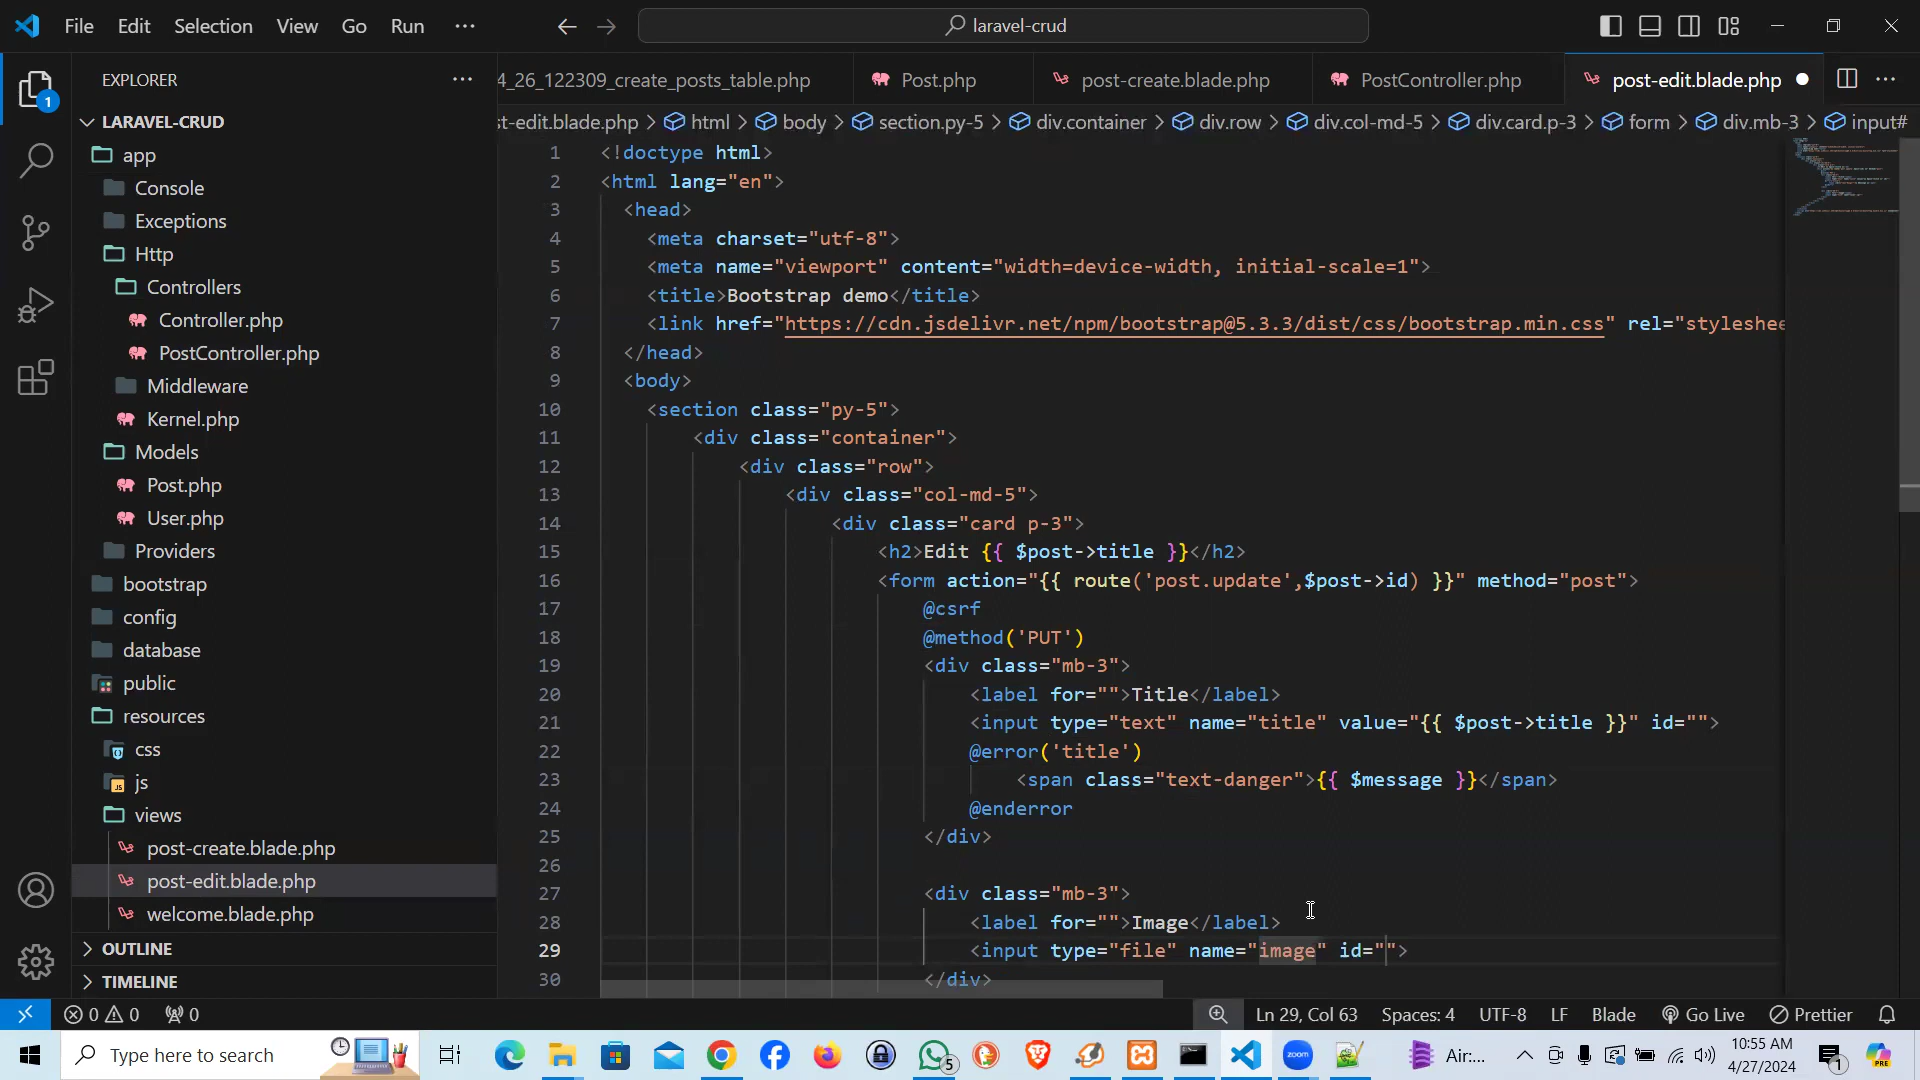 File Edit Selection View Go Run ··· laravel-crud
EXPLORER ···
4_26_122309_create_posts_table.php Post.php post-create.blade.php PostController.php post-edit.blade.php
st-edit.blade.php > html > body > section.py-5 > div.container > div.row > div.col-md-5 > div.card.p-3 > form > div.mb-3 > input#
1
LARAVEL-CRUD
app
Console
Exceptions
Http
Controllers
Controller.php
PostController.php
Middleware
Kernel.php
Models
Post.php
User.php
Providers
bootstrap
config
database
public
resources
css
js
views
post-create.blade.php
post-edit.blade.php
welcome.blade.php
OUTLINE
TIMELINE
1 <!doctype html>
2 <html lang="en">
3 <head>
4 <meta charset="utf-8">
5 <meta name="viewport" content="width=device-width, initial-scale=1">
6 <title>Bootstrap demo</title>
7 <link href="https://cdn.jsdelivr.net/npm/bootstrap@5.3.3/dist/css/bootstrap.min.css" rel="styleshee
8 </head>
9 <body>
10 <section class="py-5">
11 <div class="container">
12 <div class="row">
13 <div class="col-md-5">
14 <div class="card p-3">
15 <h2>Edit {{ $post->title }}</h2>
16 <form action="{{ route('post.update',$post->id) }}" method="post">
17 @csrf
18 @method('PUT')
19 <div class="mb-3">
20 <label for="">Title</label>
21 <input type="text" name="title" value="{{ $post->title }}" id="">
22 @error('title')
23 <span class="text-danger">{{ $message }}</span>
24 @enderror
25 </div>
26
27 <div class="mb-3">
28 <label for="">Image</label>
29 <input type="file" name="image" id="">
30 </div>
0 0 0 Ln 29, Col 63 Spaces: 4 UTF-8 LF Blade Go Live Prettier
Type here to search 5 zoom Air:... 10:55 AM 1
4/27/2024